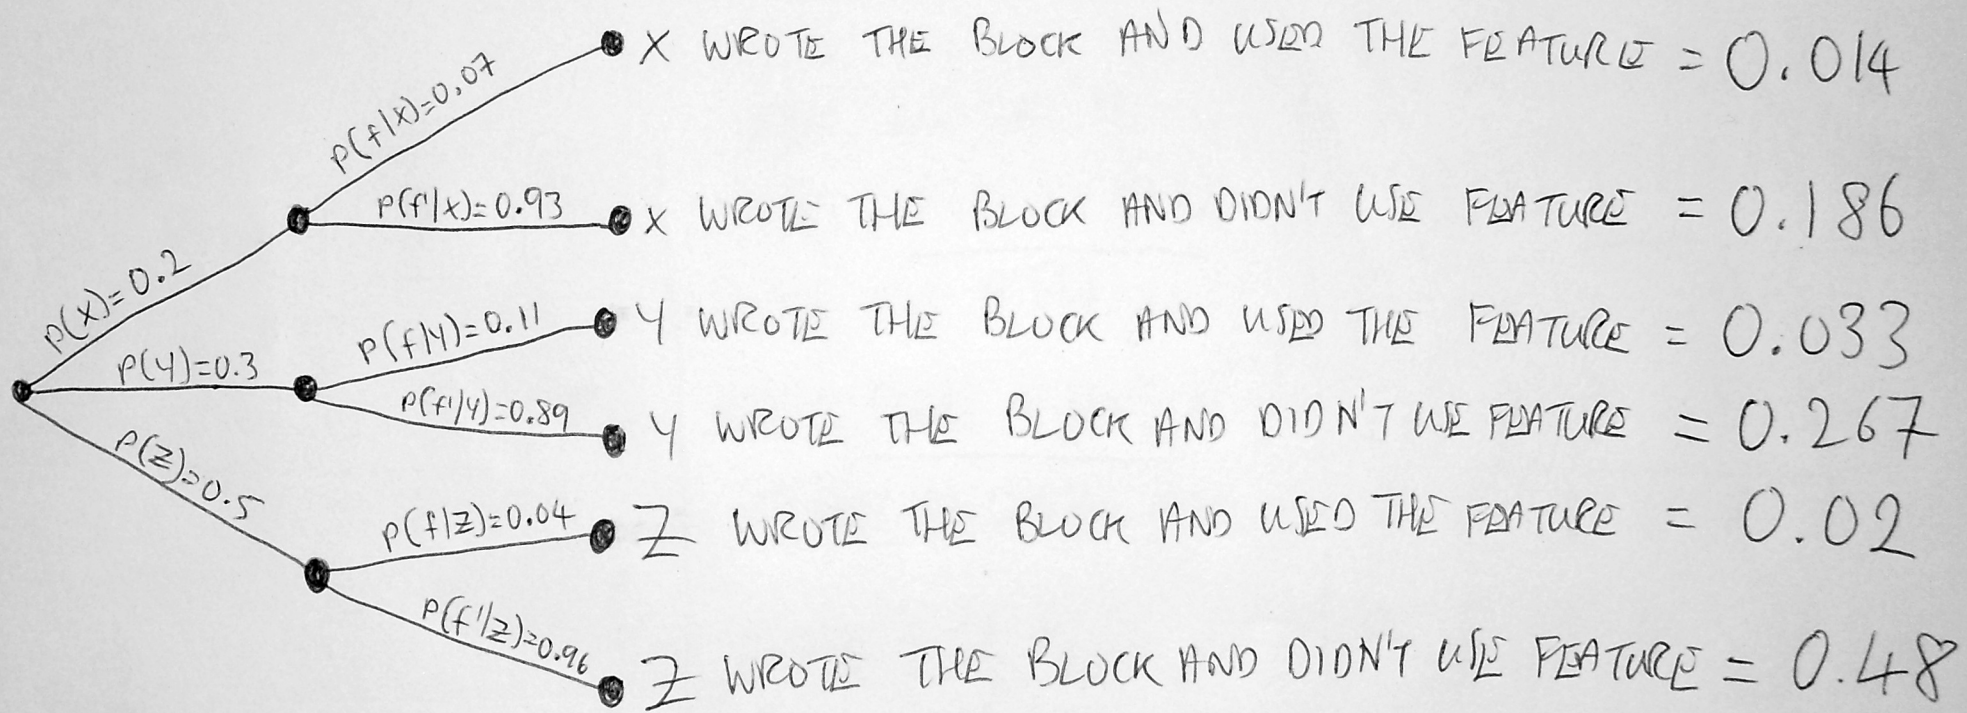 X WROTE THE BLOCK AND USED THE FEATURE = 0.014
P(f|X)=0.07
X WROTE THE BLOCK AND DIDN'T USE FEATURE = 0.186
P(f'|X)=0.93
P(X)=0.2
Y WROTE THE BLOCK AND USED THE FEATURE = 0.033
P(f|Y)=0.11
P(Y)=0.3
P(f'|Y)=0.89
Y WROTE THE BLOCK AND DIDN'T USE FEATURE = 0.267
P(Z)=0.5
P(f|Z)=0.04
Z WROTE THE BLOCK AND USED THE FEATURE = 0.02
P(f'|Z)=0.96
Z WROTE THE BLOCK AND DIDN'T USE FEATURE = 0.48